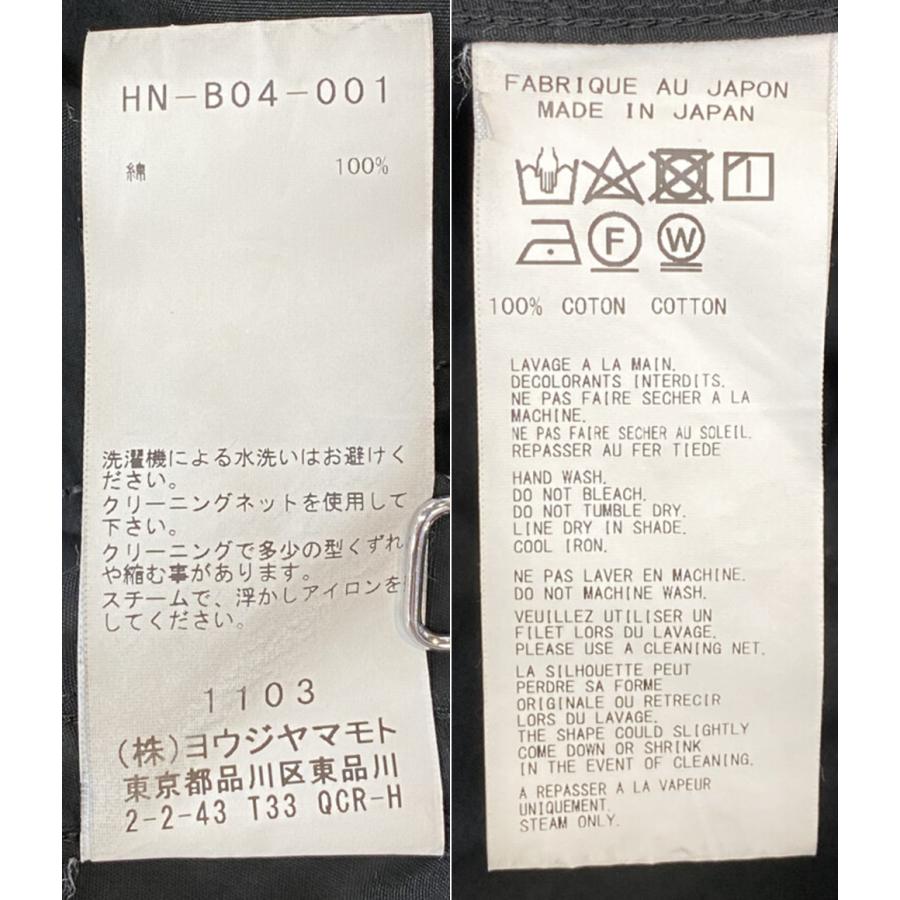 HN-B04-001
綿 100%
洗濯機による水洗いはお避けく
ださい。
クリーニングネットを使用して
下さい。
クリーニングで多少の型くずれ
や縮む事があります。
スチームで、浮かしアイロンを
してください。
1103
(株)ヨウジヤマモト
東京都品川区東品川
2-2-43 T33 QCR-H
FABRIQUE AU JAPON
MADE IN JAPAN
F W
100% COTON COTTON
LAVAGE A LA MAIN.
DECOLORANTS INTERDITS.
NE PAS FAIRE SECHER A LA
MACHINE.
NE PAS FAIRE SECHER AU SOLEIL.
REPASSER AU FER TIEDE
HAND WASH.
DO NOT BLEACH.
DO NOT TUMBLE DRY.
LINE DRY IN SHADE.
COOL IRON.
NE PAS LAVER EN MACHINE.
DO NOT MACHINE WASH.
VEUILLEZ UTILISER UN
FILET LORS DU LAVAGE.
PLEASE USE A CLEANING NET.
LA SILHOUETTE PEUT
PERDRE SA FORME
ORIGINALE OU RETRECIR
LORS DU LAVAGE.
THE SHAPE COULD SLIGHTLY
COME DOWN OR SHRINK
IN THE EVENT OF CLEANING.
A REPASSER A LA VAPEUR
UNIQUEMENT.
STEAM ONLY.